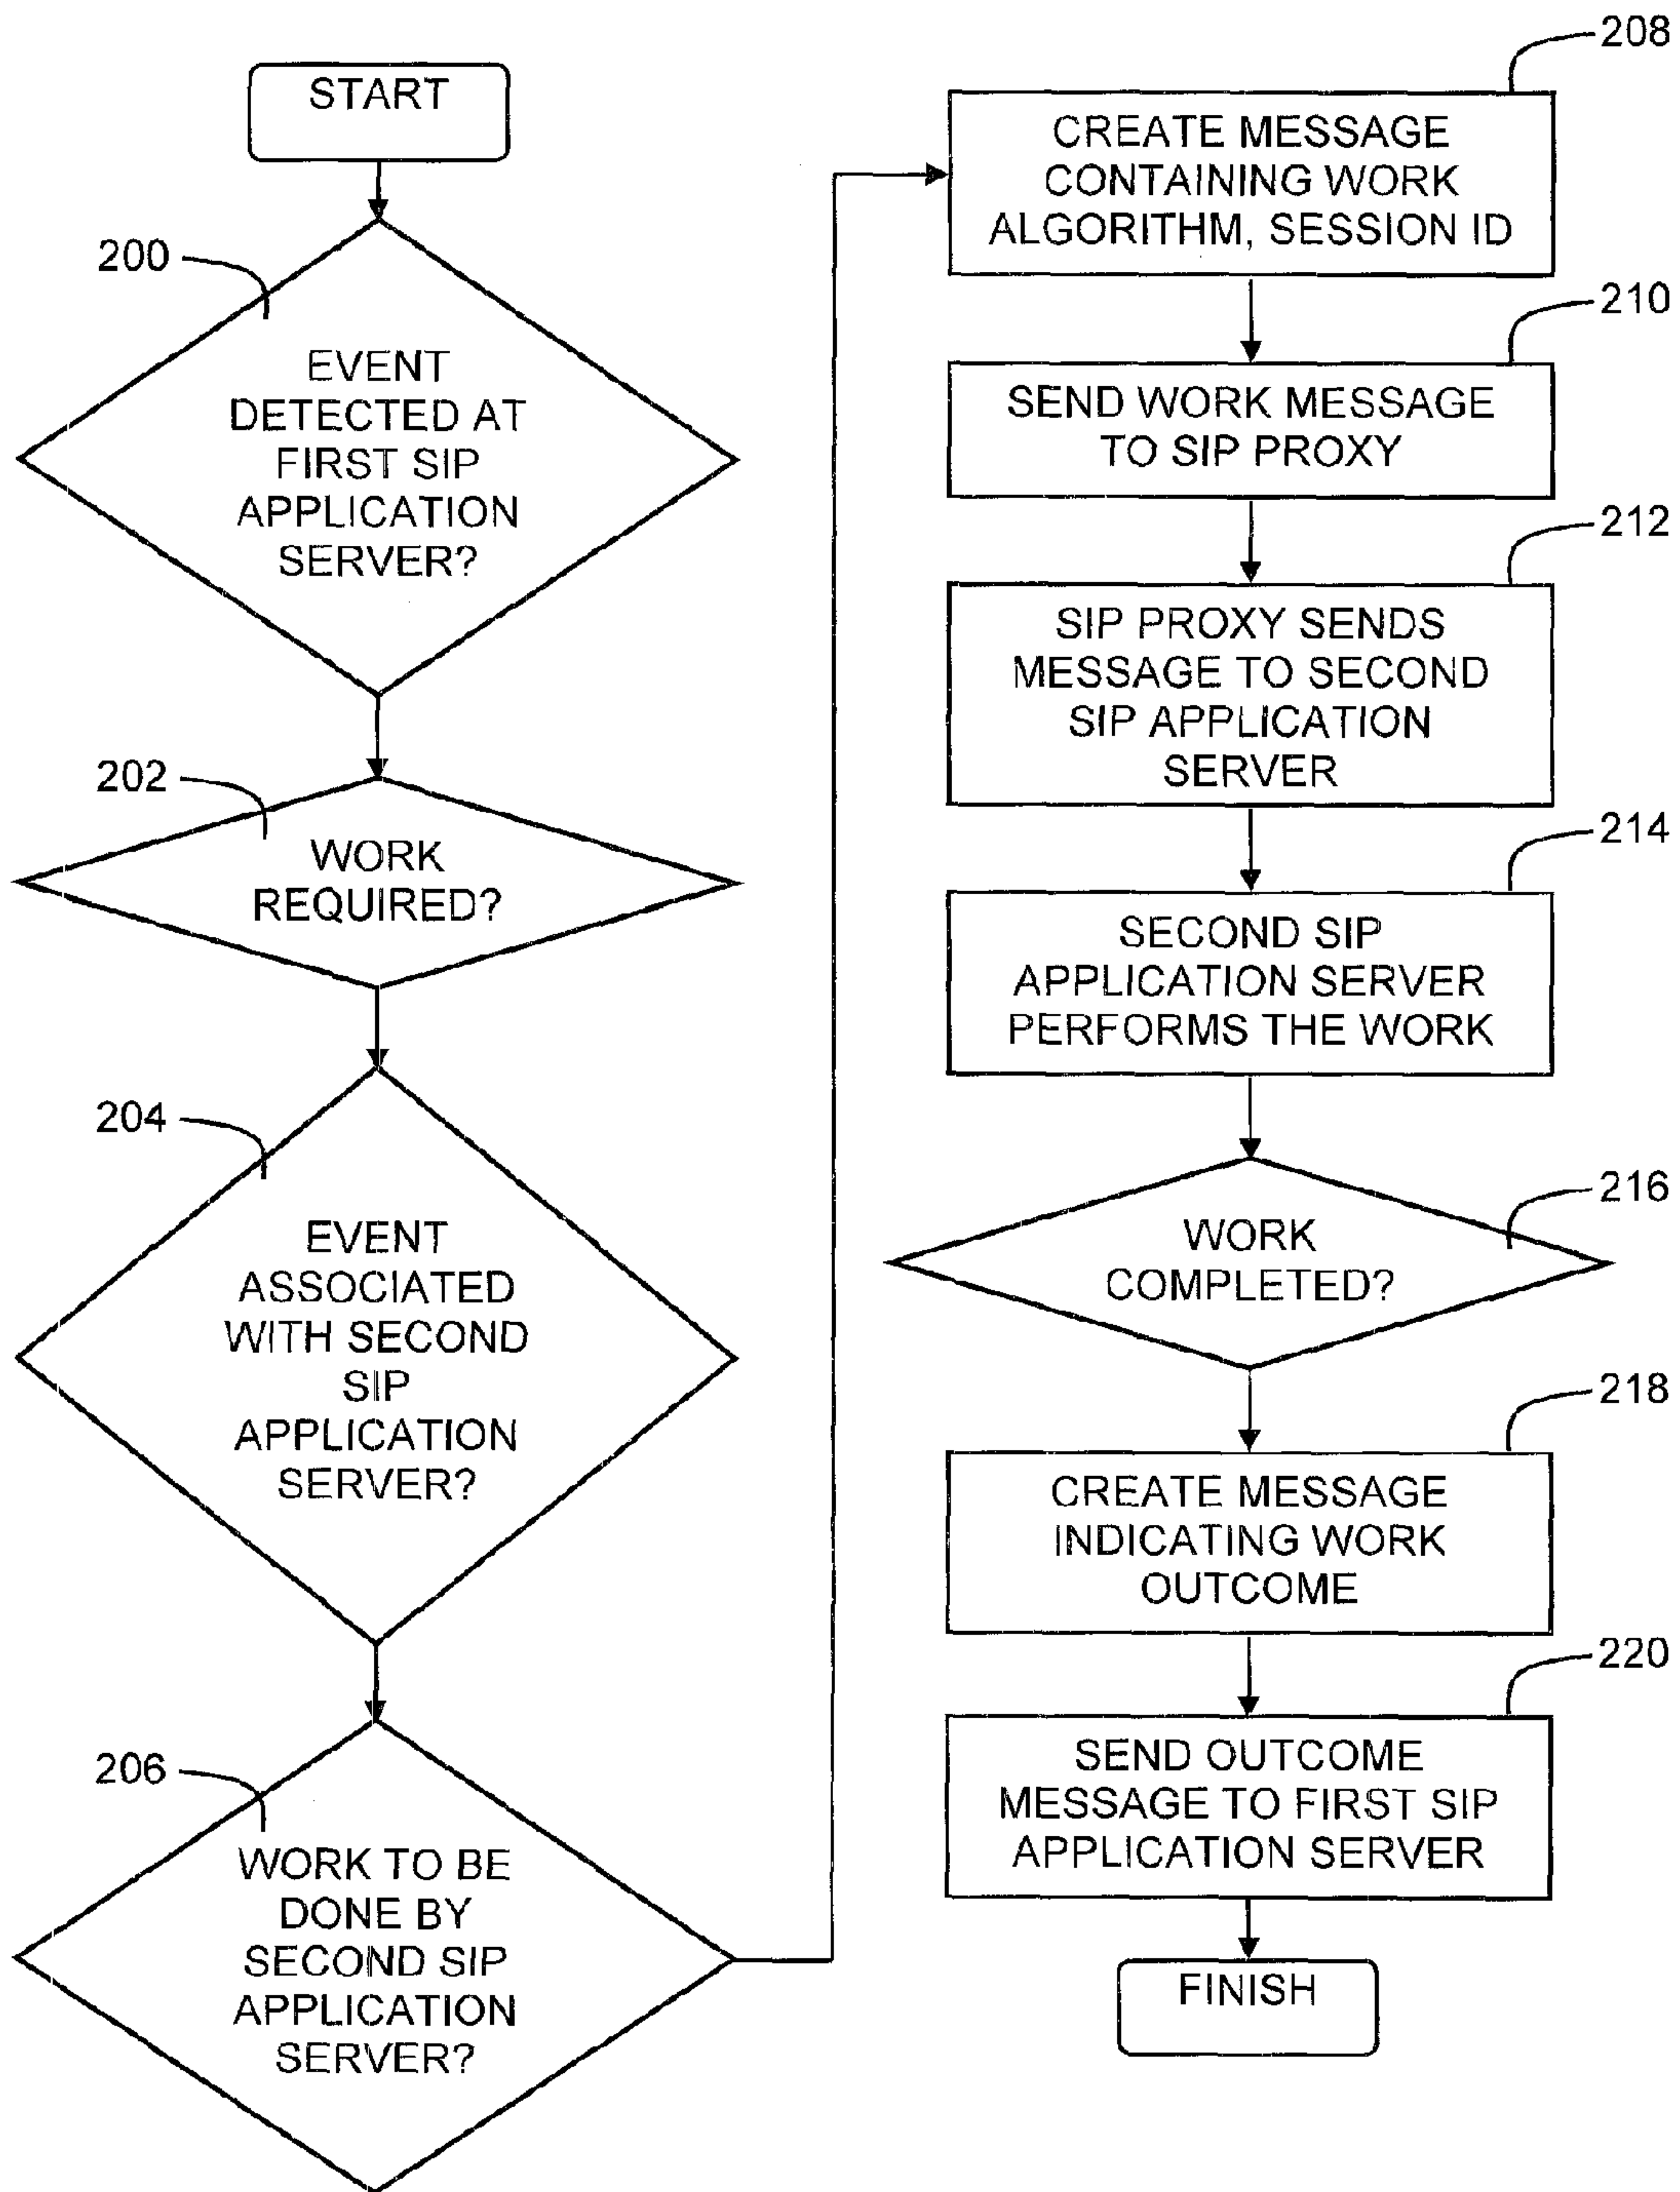 START
200
EVENT
DETECTED AT
FIRST SIP
APPLICATION
SERVER?
202
WORK
REQUIRED?
204
EVENT
ASSOCIATED
WITH SECOND
SIP
APPLICATION
SERVER?
206
WORK TO BE
DONE BY
SECOND SIP
APPLICATION
SERVER?
208
CREATE MESSAGE
CONTAINING WORK
ALGORITHM, SESSION ID
210
SEND WORK MESSAGE
TO SIP PROXY
212
SIP PROXY SENDS
MESSAGE TO SECOND
SIP APPLICATION
SERVER
214
SECOND SIP
APPLICATION SERVER
PERFORMS THE WORK
216
WORK
COMPLETED?
218
CREATE MESSAGE
INDICATING WORK
OUTCOME
220
SEND OUTCOME
MESSAGE TO FIRST SIP
APPLICATION SERVER
FINISH